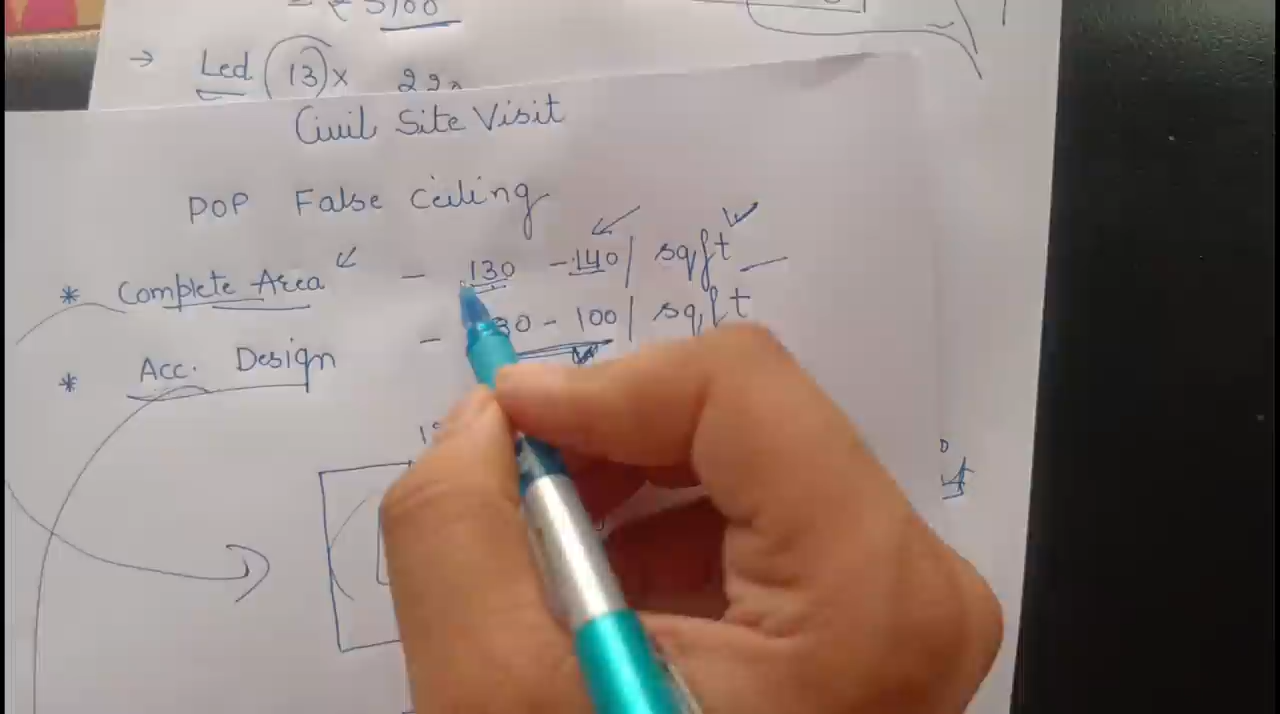 Led 13 x
Civil Site Visit
POP False Ceiling
* Complete Area - 130 - 140 / sqft
* Acc. Design - - 100 / sqft